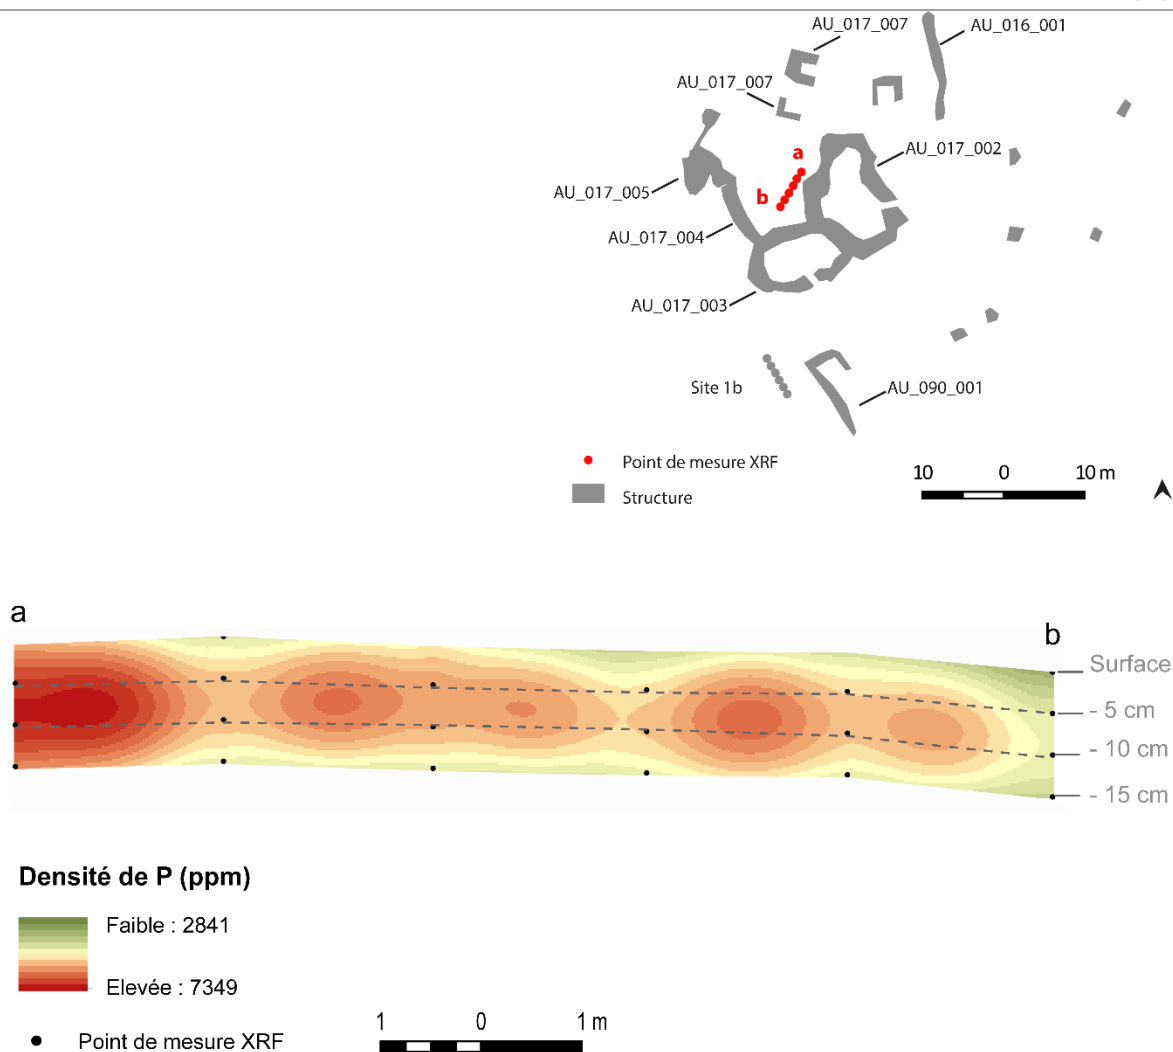 AU_017_007
AU_016_001
AU_017_007
AU_017_002
a
AU_017_005
b
AU_017_004
AU_017_003
Site 1b
AU_090_001
Point de mesure XRF
10 0 10 m
Structure
a
b
Surface
- 5 cm
- 10 cm
- 15 cm
Densité de P (ppm)
Faible : 2841
Elevée : 7349
1 0 1 m
Point de mesure XRF